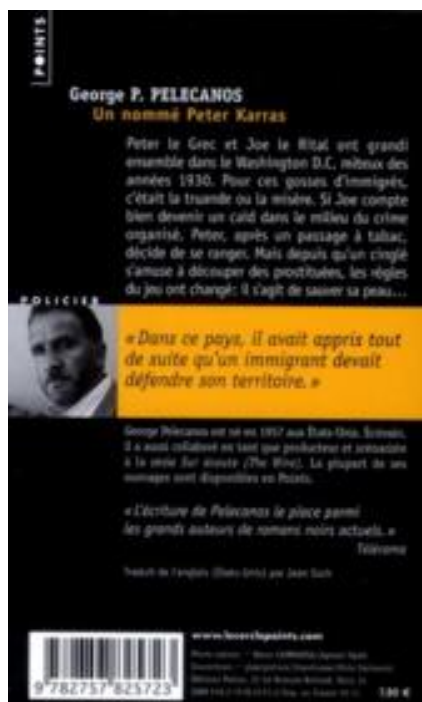 POINTS
George P. PELECANOS
Un nommé Peter Karras
Peter le Grec et Joe le Rital ont grandi
ensemble dans le Washington D.C. miteux des
années 1930. Pour ces gosses d'immigrés,
c'était la truande ou la misère. Si Joe compte
bien devenir un caïd dans le milieu du crime
organisé, Peter, après un passage à tabac,
décide de se ranger. Mais depuis qu'un cinglé
s'amuse à découper des prostituées, les règles
du jeu ont changé: il s'agit de sauver sa peau...
POLICIER
« Dans ce pays, il avait appris tout
de suite qu'un immigrant devait
défendre son territoire. »
George Pelecanos est né en 1957 aux États-Unis. Écrivain,
il a aussi collaboré en tant que producteur et scénariste
à la série Sur écoute (The Wire). La plupart de ses
ouvrages sont disponibles en Points.
« L'écriture de Pelecanos le place parmi
les grands auteurs de romans noirs actuels. »
Télérama
Traduit de l'anglais (États-Unis) par Jean Esch
www.lecerclepoints.com
9 782757 825723